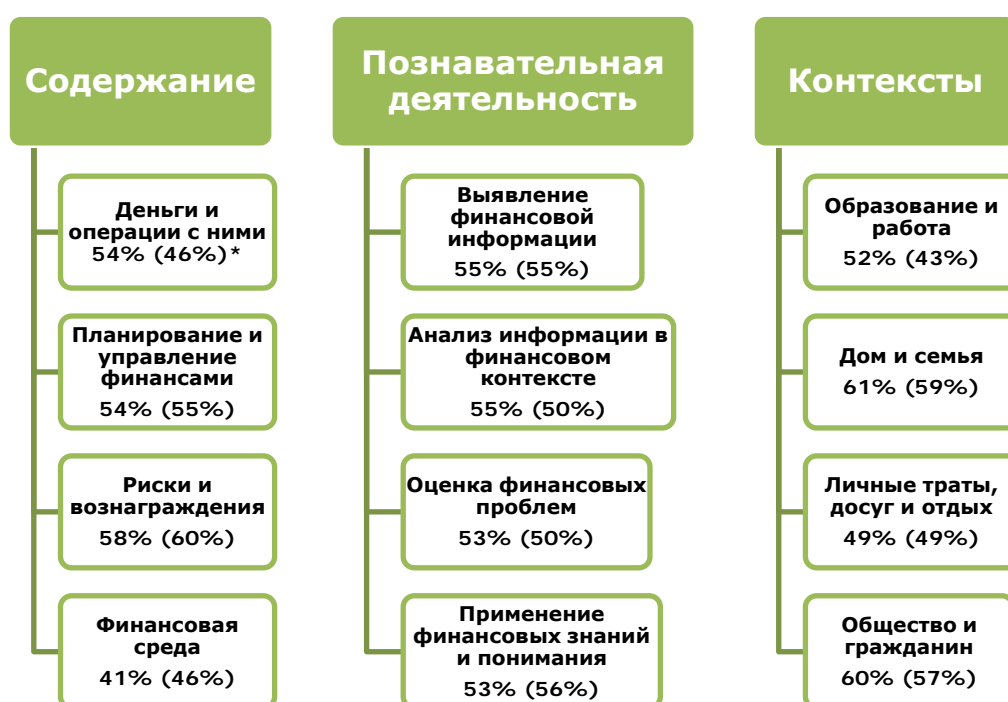 Содержание
Деньги и
операции с ними
54% (46%)*
Планирование и
управление
финансами
54% (55%)
Риски и
вознаграждения
58% (60%)
Финансовая
среда
41% (46%)
Познавательная
деятельность
Выявление
финансовой
информации
55% (55%)
Анализ информации в
финансовом
контексте
55% (50%)
Оценка финансовых
проблем
53% (50%)
Применение
финансовых знаний
и понимания
53% (56%)
Контексты
Образование и
работа
52% (43%)
Дом и семья
61% (59%)
Личные траты,
досуг и отдых
49% (49%)
Общество и
гражданин
60% (57%)